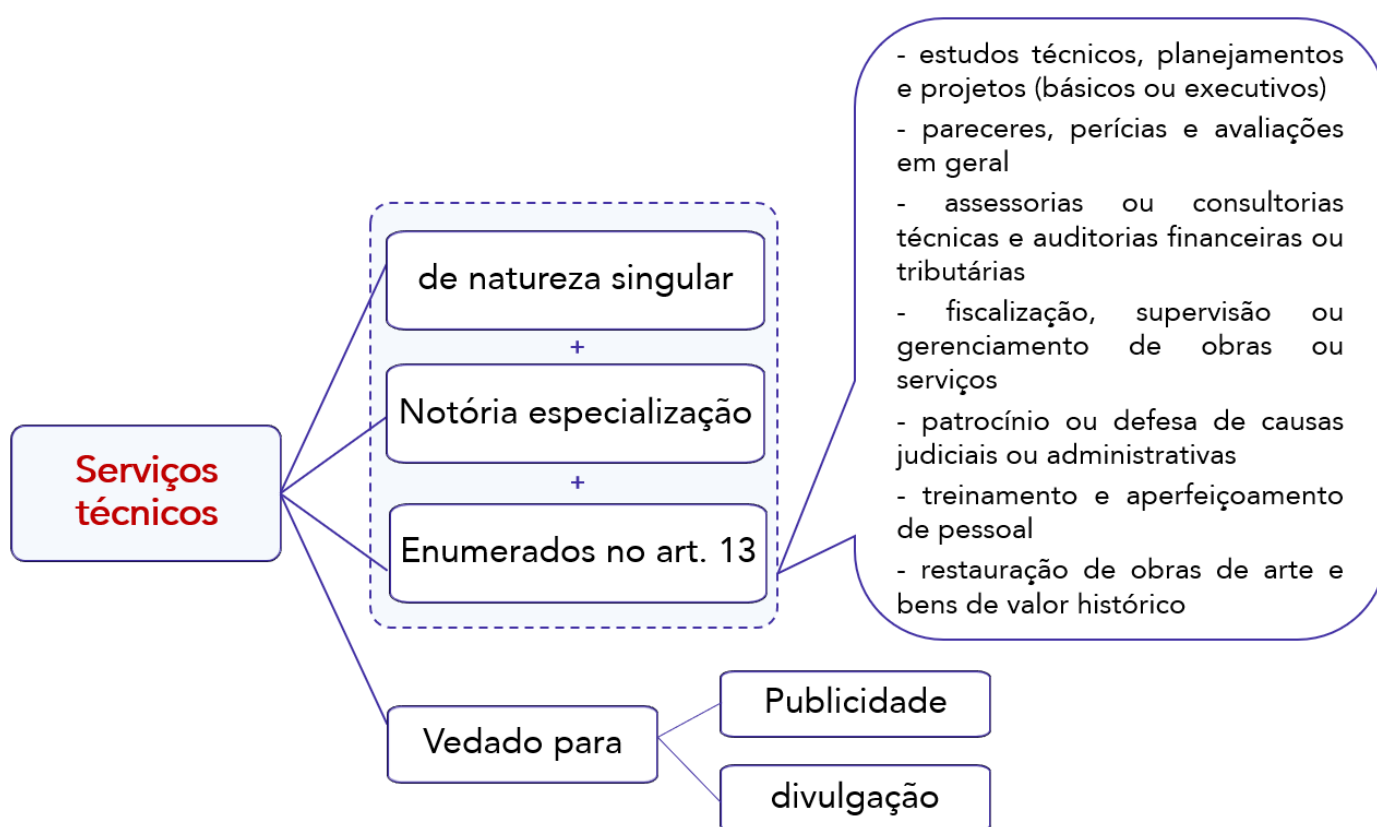 Serviços
técnicos
de natureza singular
+
Notória especialização
+
Enumerados no art. 13
- estudos técnicos, planejamentos
e projetos (básicos ou executivos)
- pareceres, perícias e avaliações
em geral
- assessorias ou consultorias
técnicas e auditorias financeiras ou
tributárias
- fiscalização, supervisão ou
gerenciamento de obras ou
serviços
- patrocínio ou defesa de causas
judiciais ou administrativas
- treinamento e aperfeiçoamento
de pessoal
- restauração de obras de arte e
bens de valor histórico
Vedado para
Publicidade
divulgação